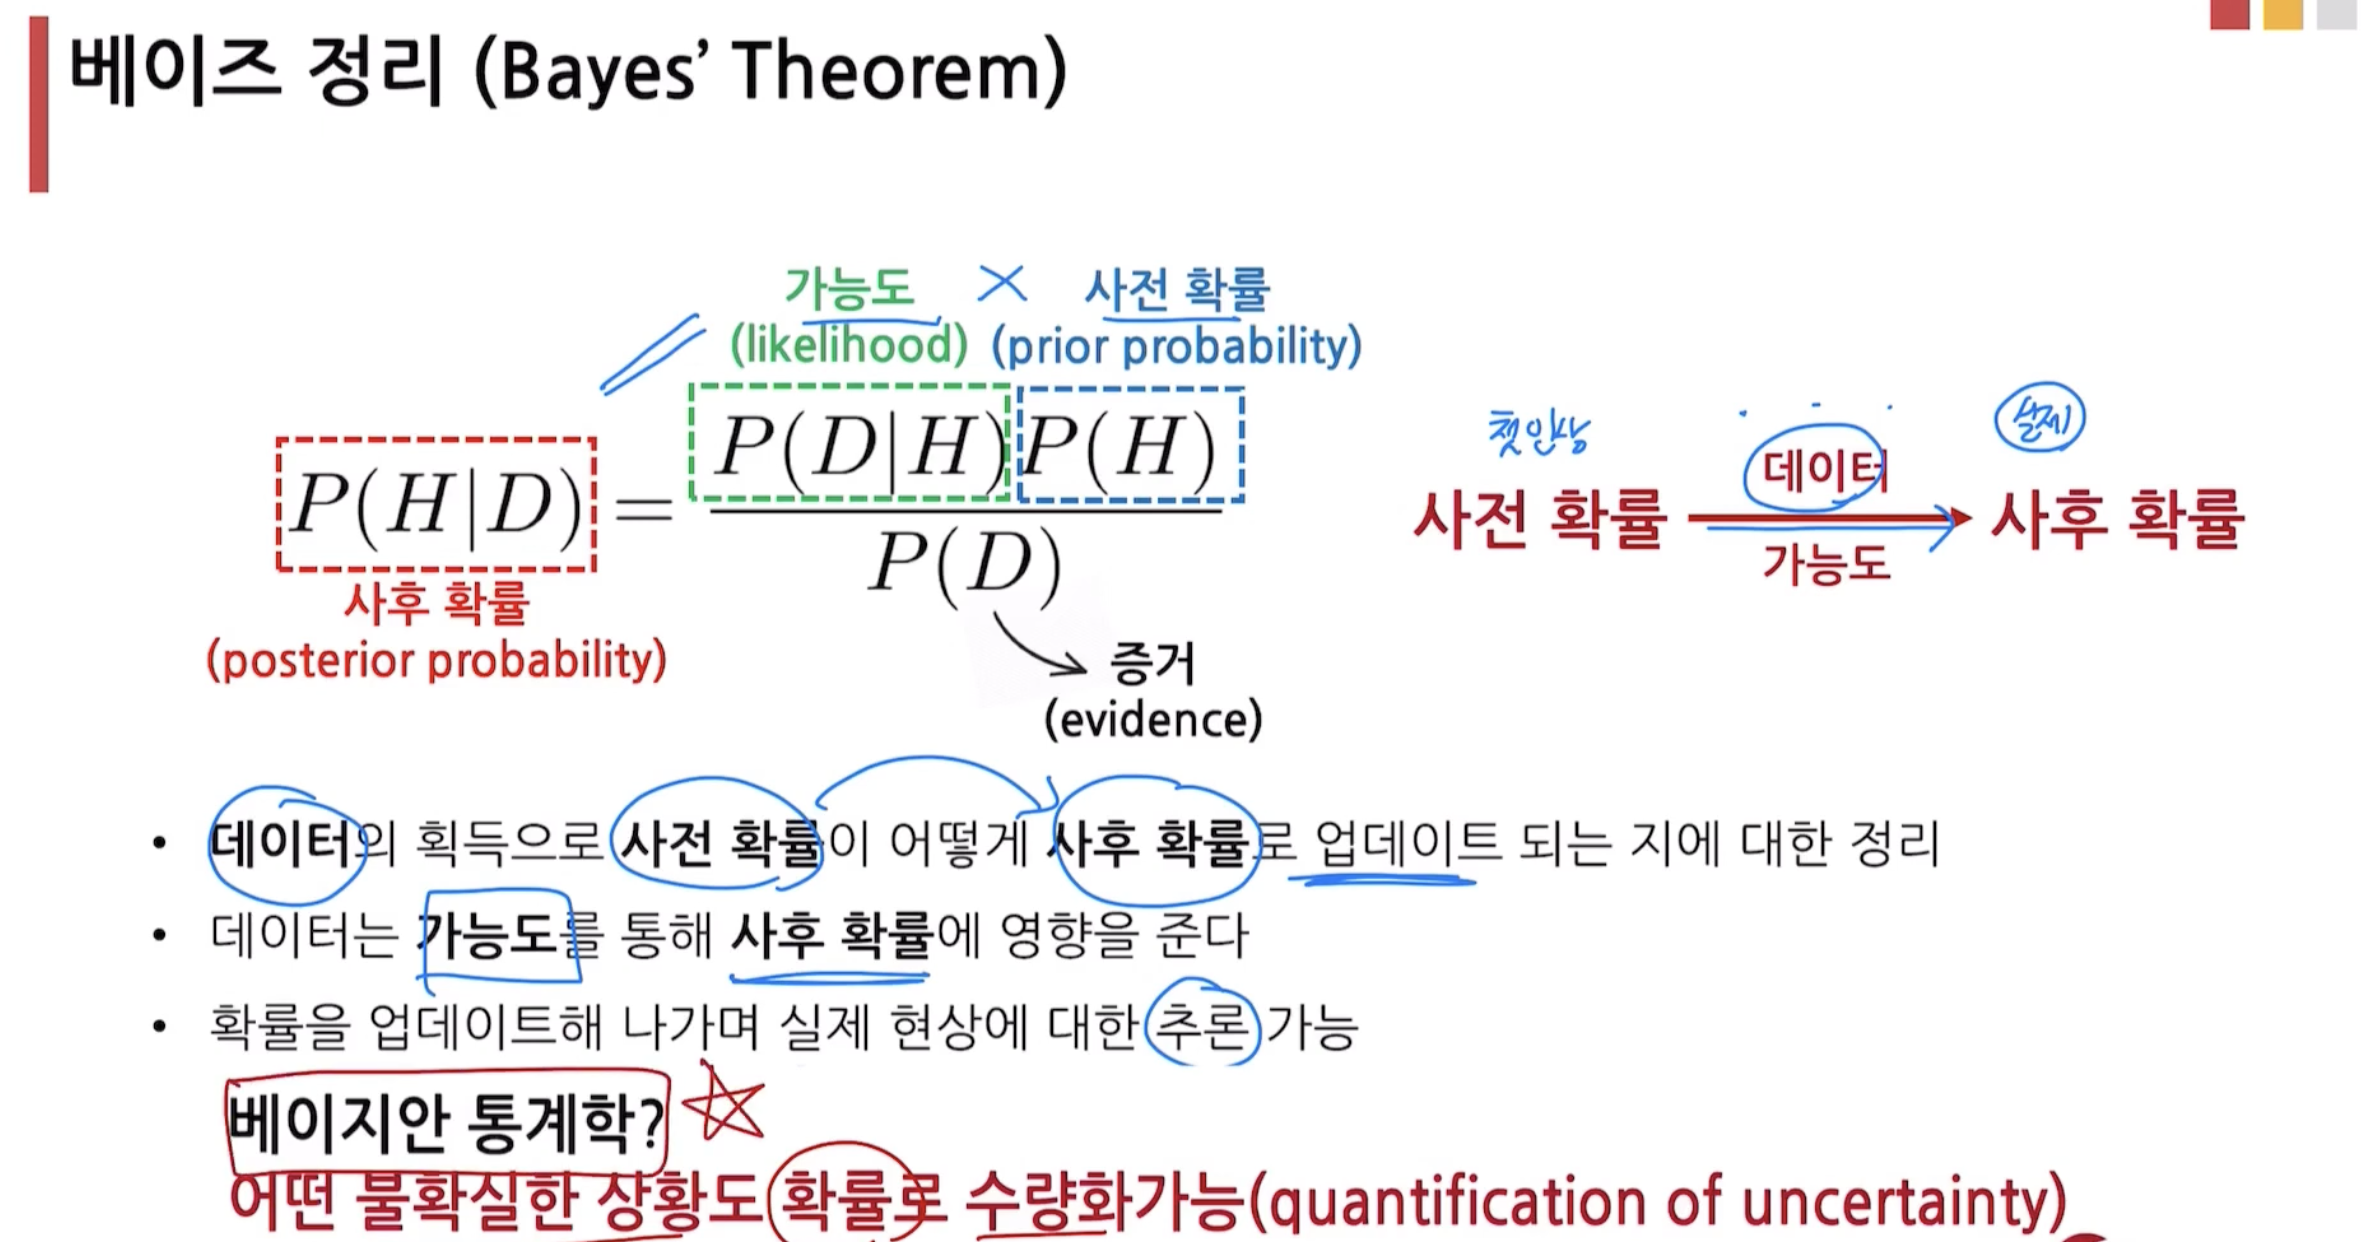 베이즈 정리 (Bayes’ Theorem)
가능도 × 사전 확률
(likelihood) (prior probability)
P(H|D) = P(D|H)P(H)
P(D)
사후 확률
(posterior probability)
증거
(evidence)
첫인상
실제
데이터
사전 확률
사후 확률
가능도
• 데이터의 획득으로 사전 확률이 어떻게 사후 확률로 업데이트 되는 지에 대한 정리
• 데이터는 가능도를 통해 사후 확률에 영향을 준다
• 확률을 업데이트해 나가며 실제 현상에 대한 추론 가능
베이지안 통계학?
어떤 불확실한 상황도 확률로 수량화가능(quantification of uncertainty)